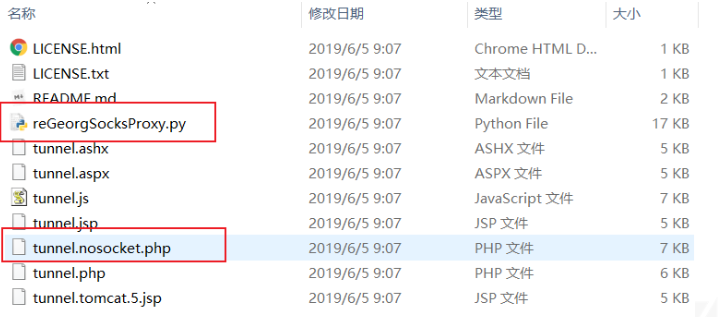 名称 修改日期 类型 大小
LICENSE.html 2019/6/5 9:07 Chrome HTML D... 1 KB
LICENSE.txt 2019/6/5 9:07 文本文档 1 KB
README.md 2019/6/5 9:07 Markdown File 2 KB
reGeorgSocksProxy.py 2019/6/5 9:07 Python File 17 KB
tunnel.ashx 2019/6/5 9:07 ASHX 文件 5 KB
tunnel.aspx 2019/6/5 9:07 ASPX 文件 5 KB
tunnel.js 2019/6/5 9:07 JavaScript 文件 7 KB
tunnel.jsp 2019/6/5 9:07 JSP 文件 5 KB
tunnel.nosocket.php 2019/6/5 9:07 PHP 文件 7 KB
tunnel.php 2019/6/5 9:07 PHP 文件 6 KB
tunnel.tomcat.5.jsp 2019/6/5 9:07 JSP 文件 5 KB